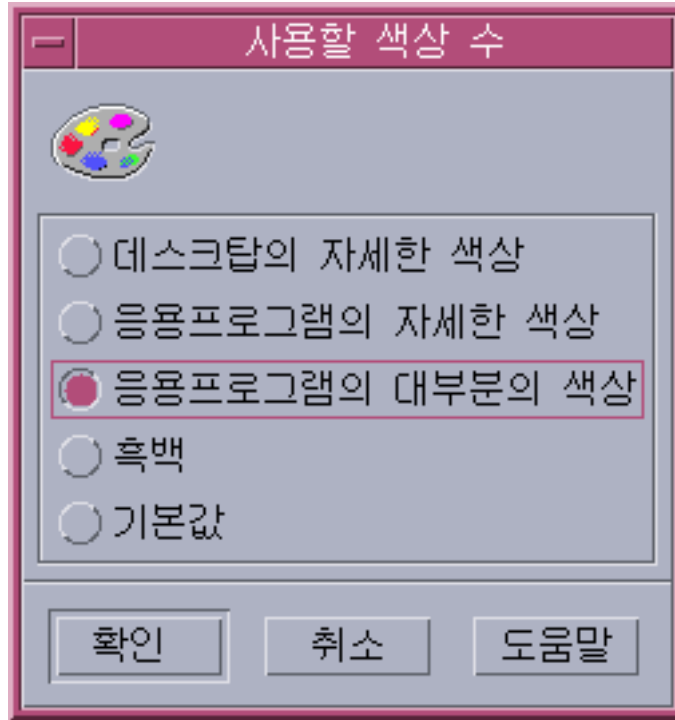 사용할 색상 수
데스크탑의 자세한 색상
응용프로그램의 자세한 색상
응용프로그램의 대부분의 색상
흑백
기본값
확인 취소 도움말